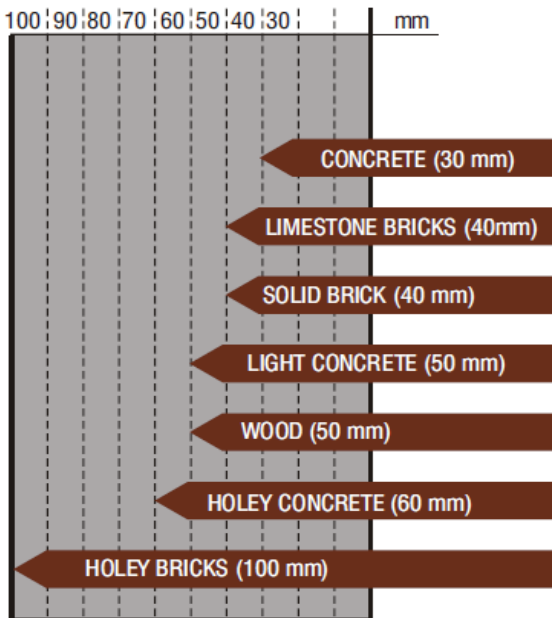 100 90 80 70 60 50 40 30 mm
CONCRETE (30 mm)
LIMESTONE BRICKS (40mm)
SOLID BRICK (40 mm)
LIGHT CONCRETE (50 mm)
WOOD (50 mm)
HOLEY CONCRETE (60 mm)
HOLEY BRICKS (100 mm)